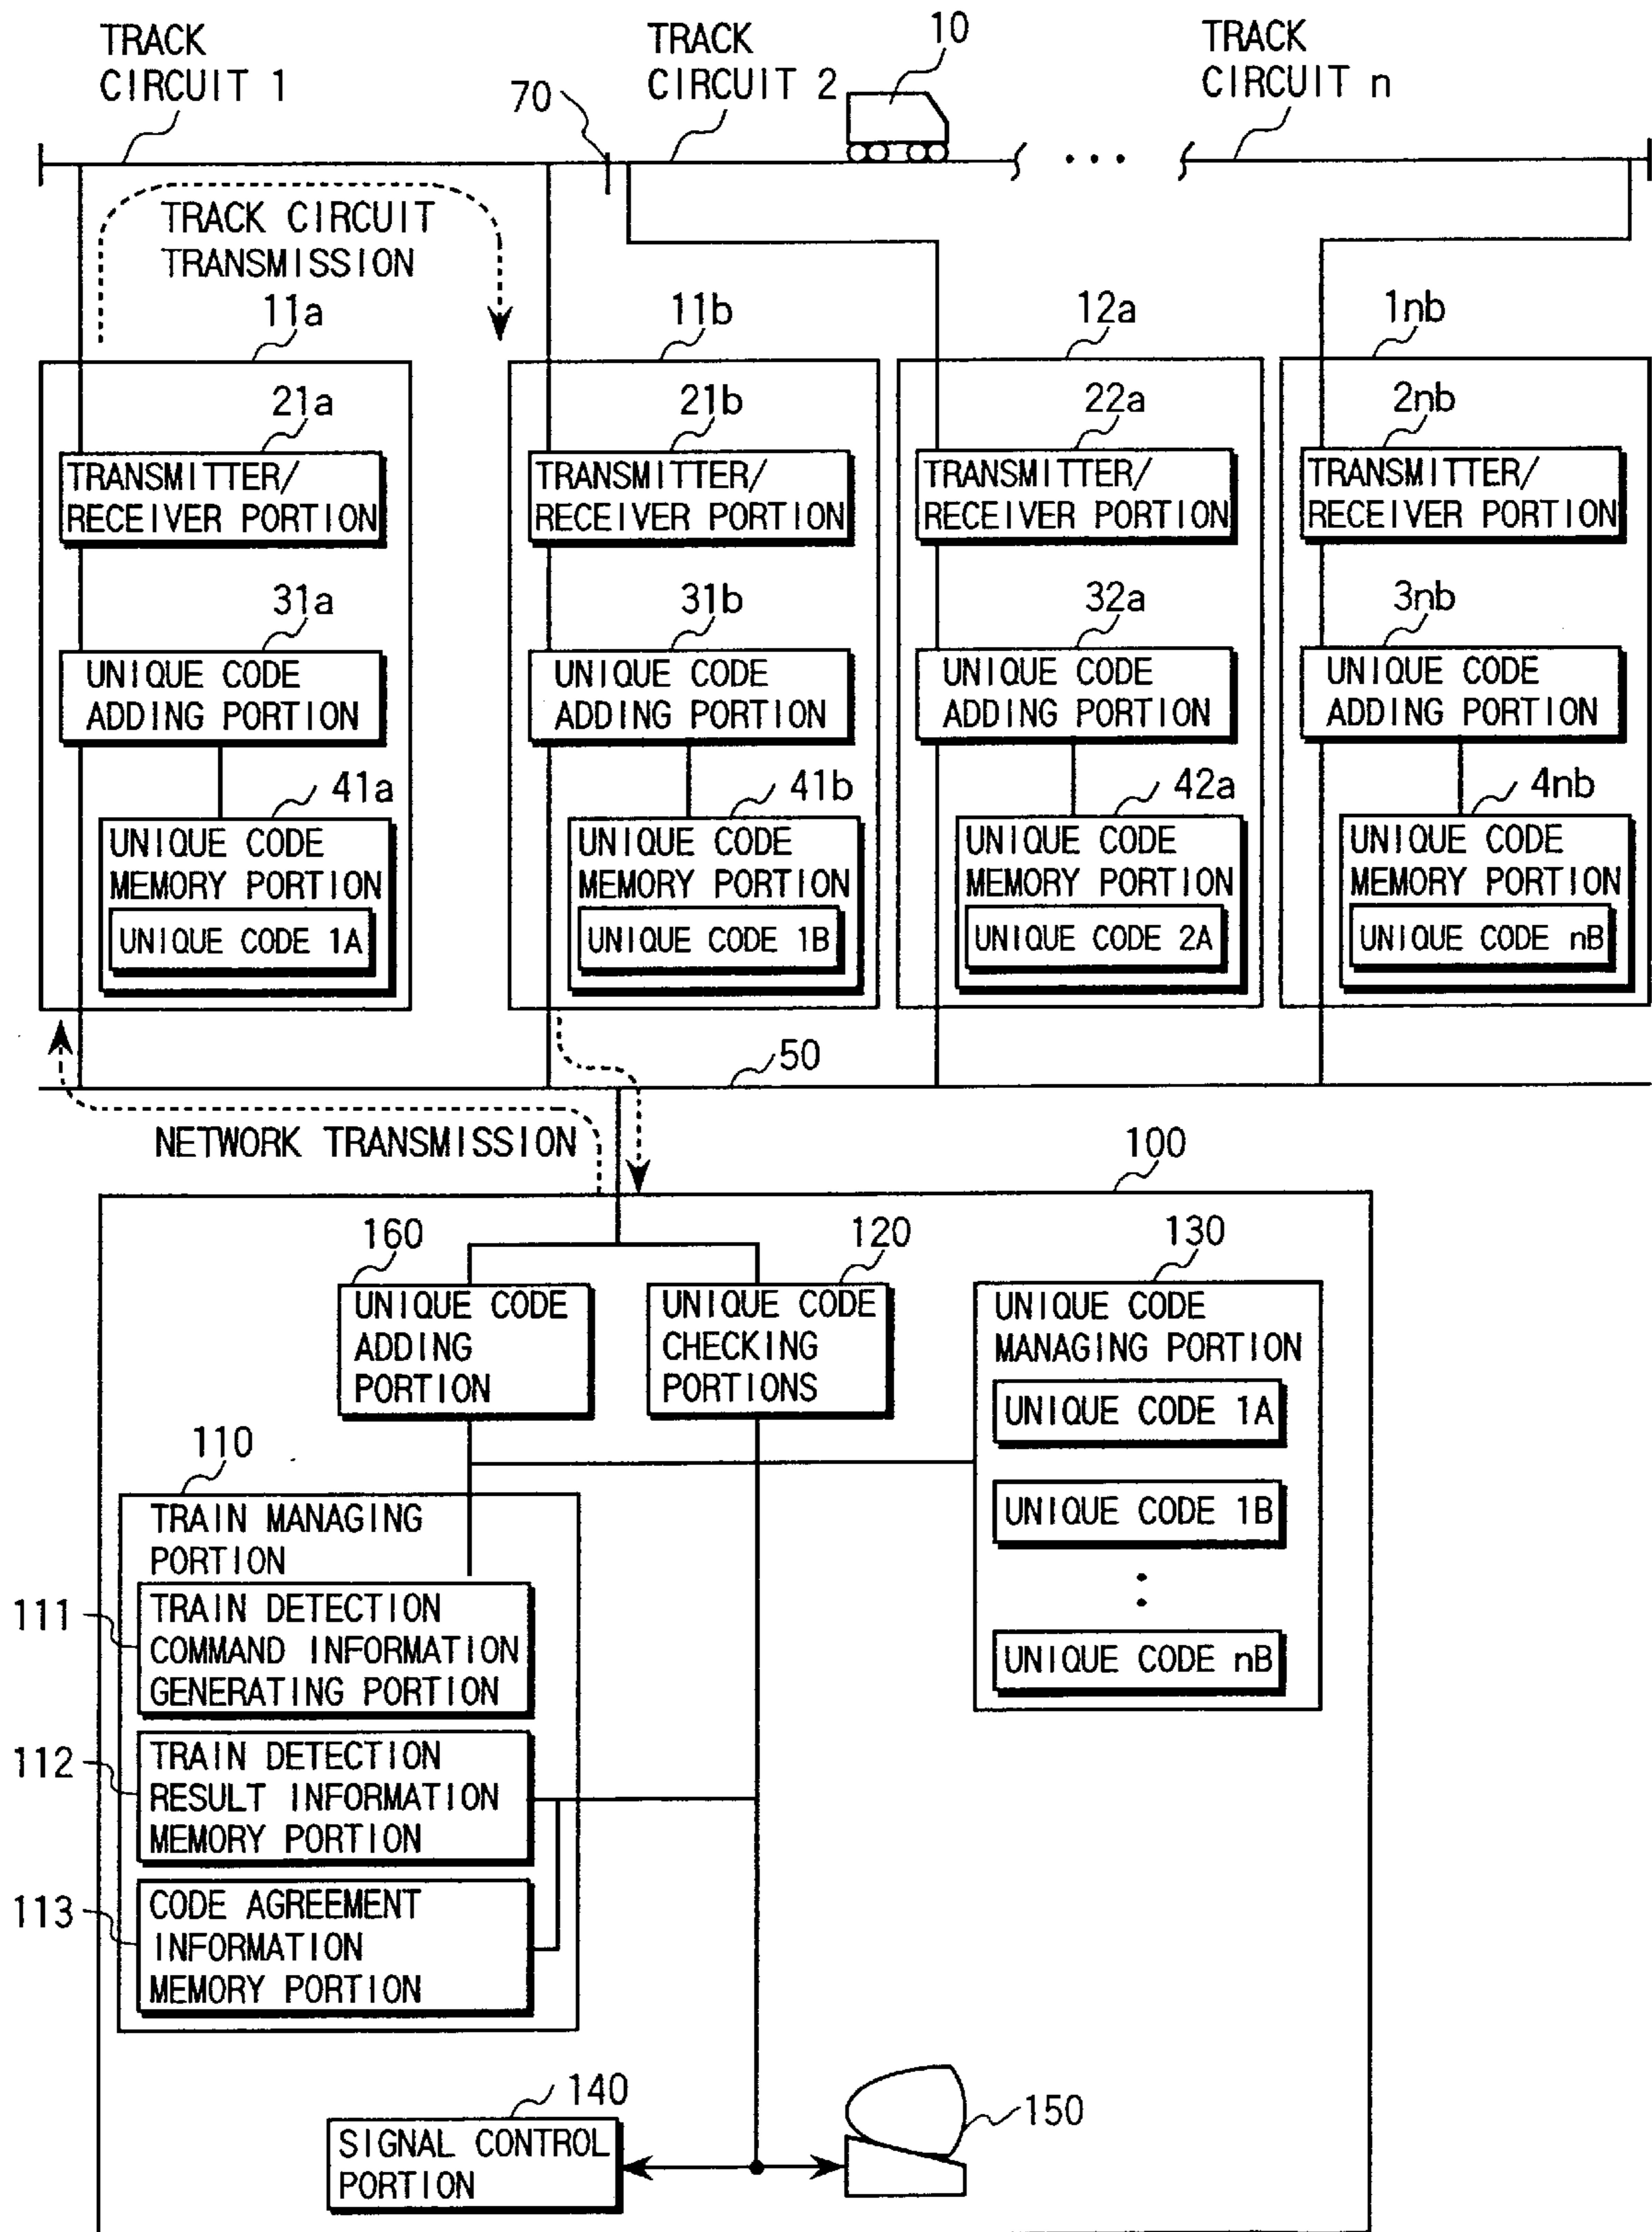 TRACK
CIRCUIT 1
TRACK
CIRCUIT 2
10
TRACK
CIRCUIT n
70
...
TRACK CIRCUIT
TRANSMISSION
11a
11b
12a
1nb
21a
21b
22a
2nb
TRANSMITTER/
RECEIVER PORTION
TRANSMITTER/
RECEIVER PORTION
TRANSMITTER/
RECEIVER PORTION
TRANSMITTER/
RECEIVER PORTION
31a
31b
32a
3nb
UNIQUE CODE
ADDING PORTION
UNIQUE CODE
ADDING PORTION
UNIQUE CODE
ADDING PORTION
UNIQUE CODE
ADDING PORTION
41a
41b
42a
4nb
UNIQUE CODE
MEMORY PORTION
UNIQUE CODE 1A
UNIQUE CODE
MEMORY PORTION
UNIQUE CODE 1B
UNIQUE CODE
MEMORY PORTION
UNIQUE CODE 2A
UNIQUE CODE
MEMORY PORTION
UNIQUE CODE nB
50
NETWORK TRANSMISSION
100
160
120
130
UNIQUE CODE
ADDING
PORTION
UNIQUE CODE
CHECKING
PORTIONS
UNIQUE CODE
MANAGING PORTION
UNIQUE CODE 1A
UNIQUE CODE 1B
:
UNIQUE CODE nB
110
TRAIN MANAGING
PORTION
111
TRAIN DETECTION
COMMAND INFORMATION
GENERATING PORTION
112
TRAIN DETECTION
RESULT INFORMATION
MEMORY PORTION
113
CODE AGREEMENT
INFORMATION
MEMORY PORTION
140
SIGNAL CONTROL
PORTION
150